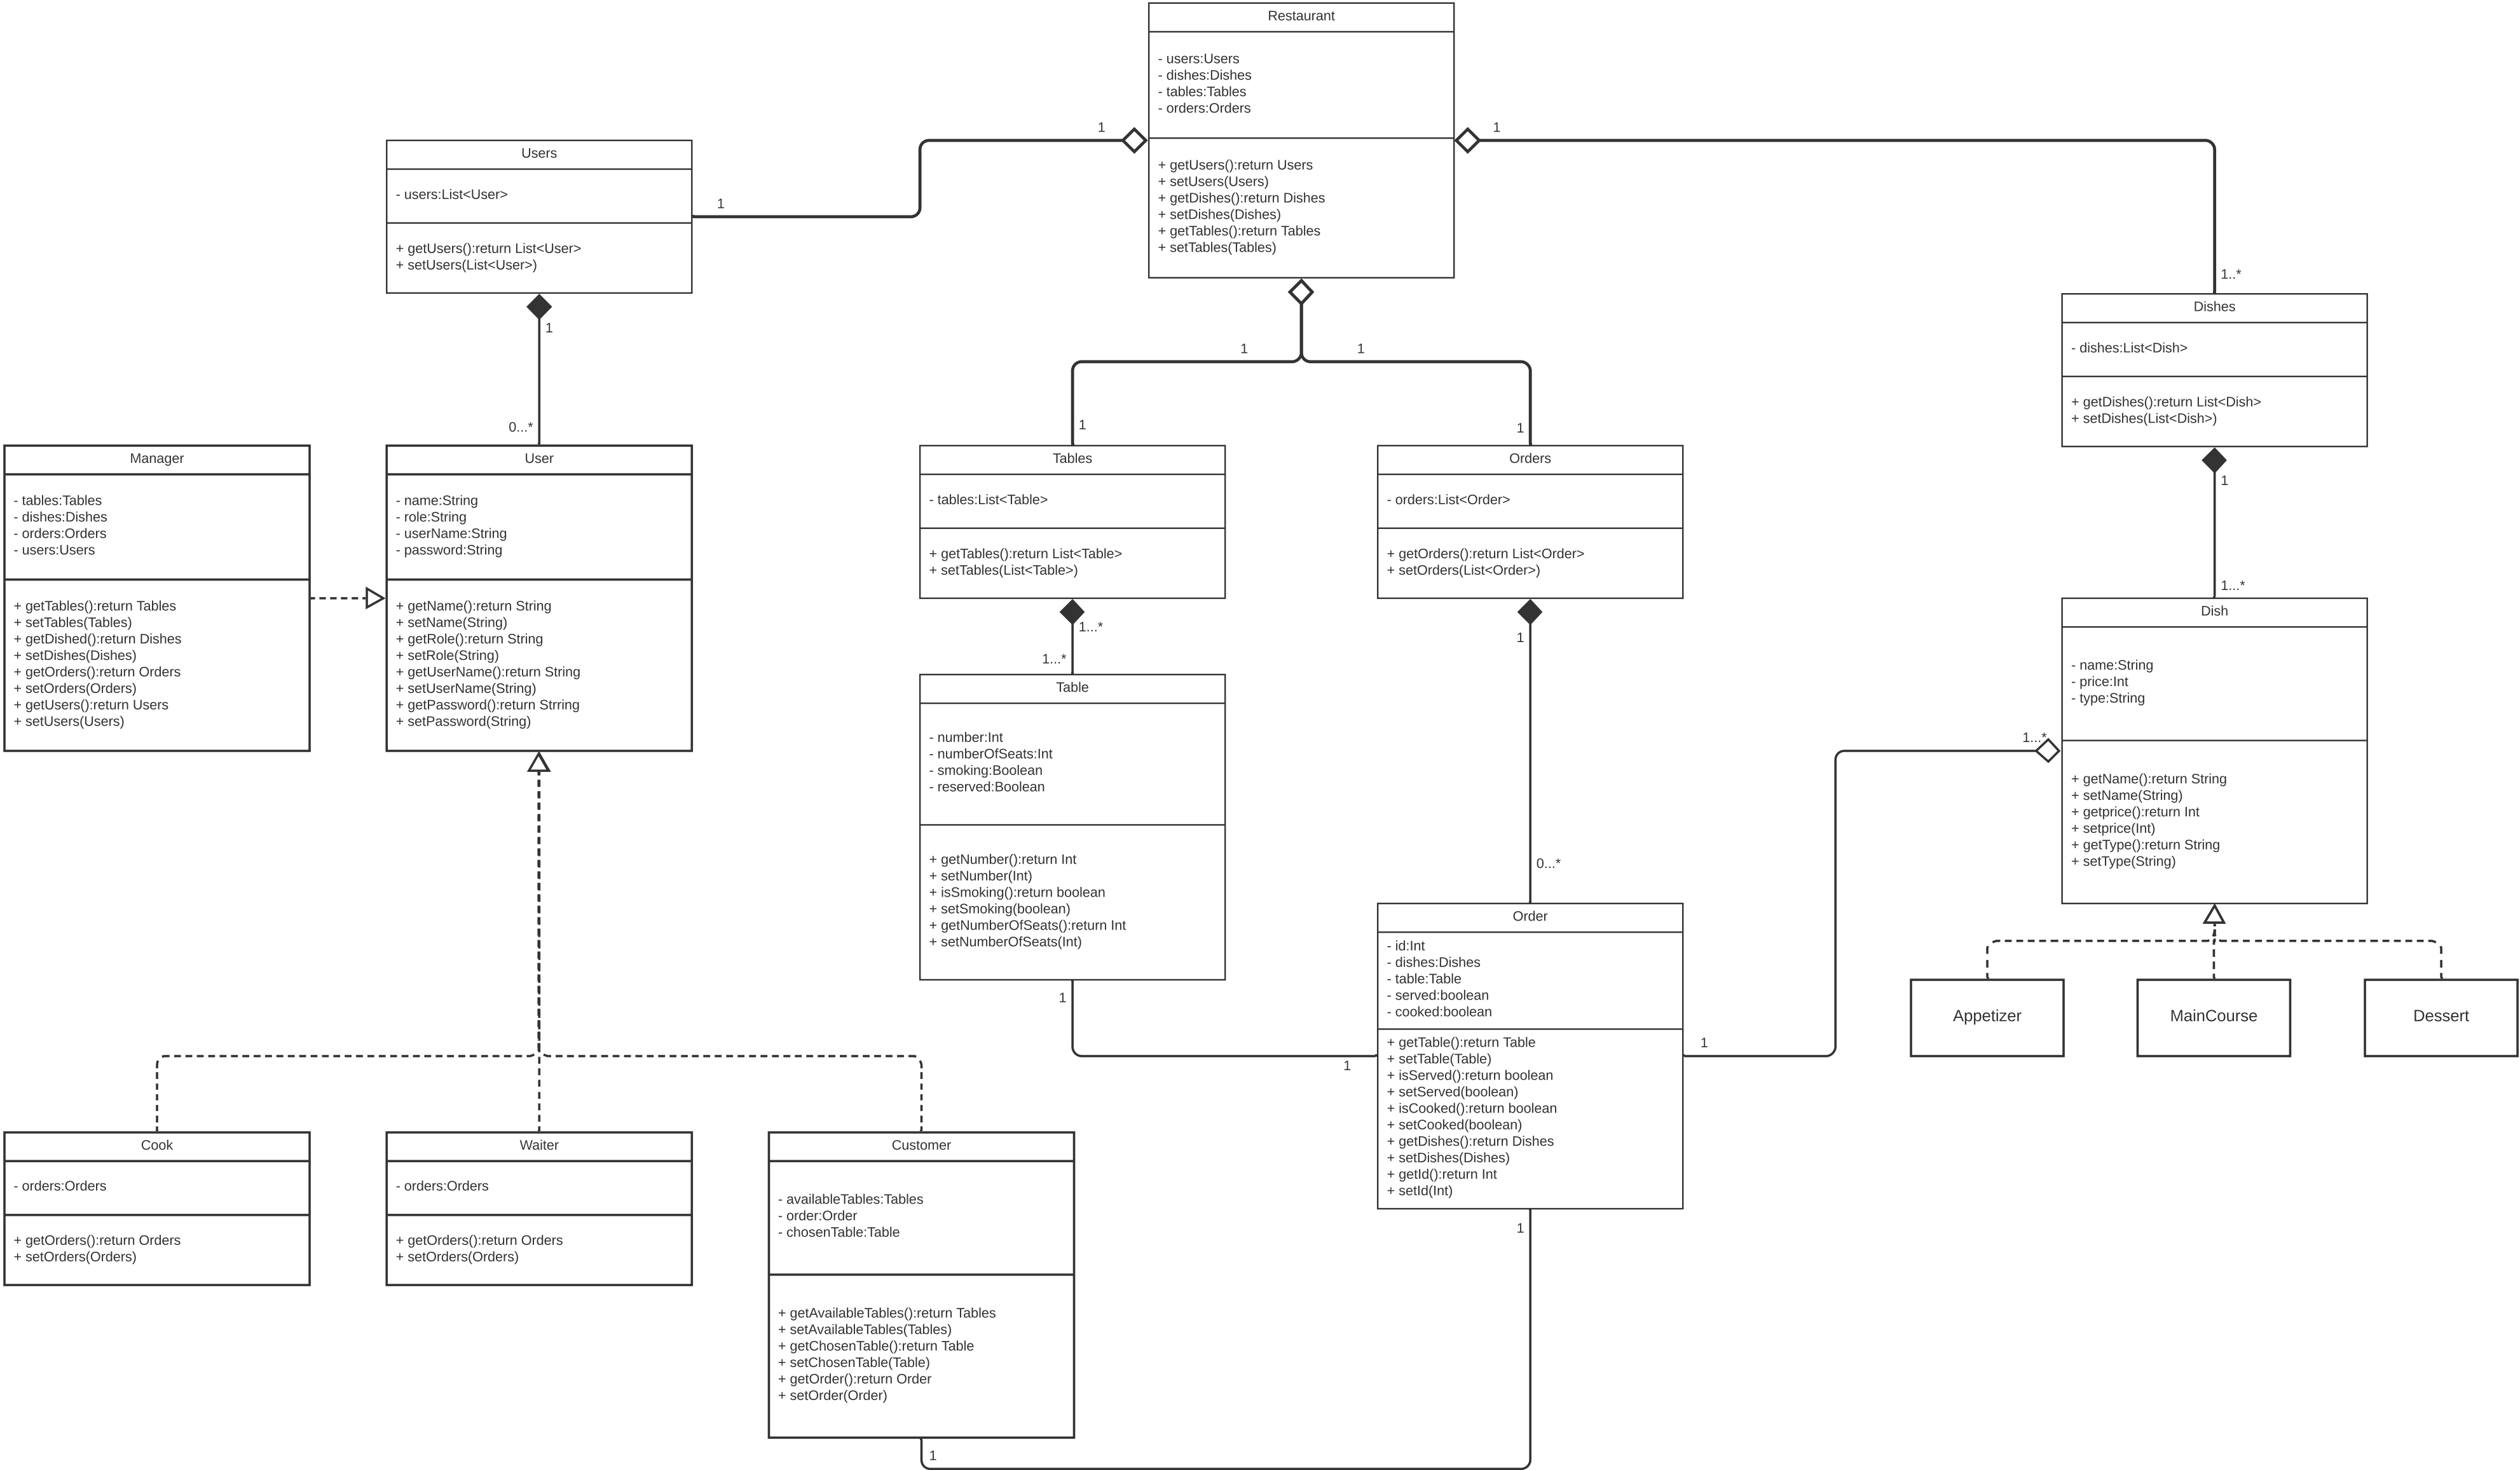 Restaurant
- users:Users
- dishes:Dishes
- tables:Tables
- orders:Orders
+ getUsers():return Users
+ setUsers(Users)
+ getDishes():return Dishes
+ setDishes(Dishes)
+ getTables():return Tables
+ setTables(Tables)
1
1
1
1
1
1
1
1..*
Users
- users:List<User>
+ getUsers():return List<User>
+ setUsers(List<User>)
1
0...*
Dishes
- dishes:List<Dish>
+ getDishes():return List<Dish>
+ setDishes(List<Dish>)
1
1...*
Manager
- tables:Tables
- dishes:Dishes
- orders:Orders
- users:Users
+ getTables():return Tables
+ setTables(Tables)
+ getDished():return Dishes
+ setDishes(Dishes)
+ getOrders():return Orders
+ setOrders(Orders)
+ getUsers():return Users
+ setUsers(Users)
User
- name:String
- role:String
- userName:String
- password:String
+ getName():return String
+ setName(String)
+ getRole():return String
+ setRole(String)
+ getUserName():return String
+ setUserName(String)
+ getPassword():return Strring
+ setPassword(String)
Tables
- tables:List<Table>
+ getTables():return List<Table>
+ setTables(List<Table>)
1...*
1...*
Orders
- orders:List<Order>
+ getOrders():return List<Order>
+ setOrders(List<Order>)
1
0...*
Table
- number:Int
- numberOfSeats:Int
- smoking:Boolean
- reserved:Boolean
+ getNumber():return Int
+ setNumber(Int)
+ isSmoking():return boolean
+ setSmoking(boolean)
+ getNumberOfSeats():return Int
+ setNumberOfSeats(Int)
1
1
Dish
- name:String
- price:Int
- type:String
+ getName():return String
+ setName(String)
+ getprice():return Int
+ setprice(Int)
+ getType():return String
+ setType(String)
1...*
1
Order
- id:Int
- dishes:Dishes
- table:Table
- served:boolean
- cooked:boolean
+ getTable():return Table
+ setTable(Table)
+ isServed():return boolean
+ setServed(boolean)
+ isCooked():return boolean
+ setCooked(boolean)
+ getDishes():return Dishes
+ setDishes(Dishes)
+ getId():return Int
+ setId(Int)
1
Appetizer
MainCourse
Dessert
Cook
- orders:Orders
+ getOrders():return Orders
+ setOrders(Orders)
Waiter
- orders:Orders
+ getOrders():return Orders
+ setOrders(Orders)
Customer
- availableTables:Tables
- order:Order
- chosenTable:Table
+ getAvailableTables():return Tables
+ setAvailableTables(Tables)
+ getChosenTable():return Table
+ setChosenTable(Table)
+ getOrder():return Order
+ setOrder(Order)
1